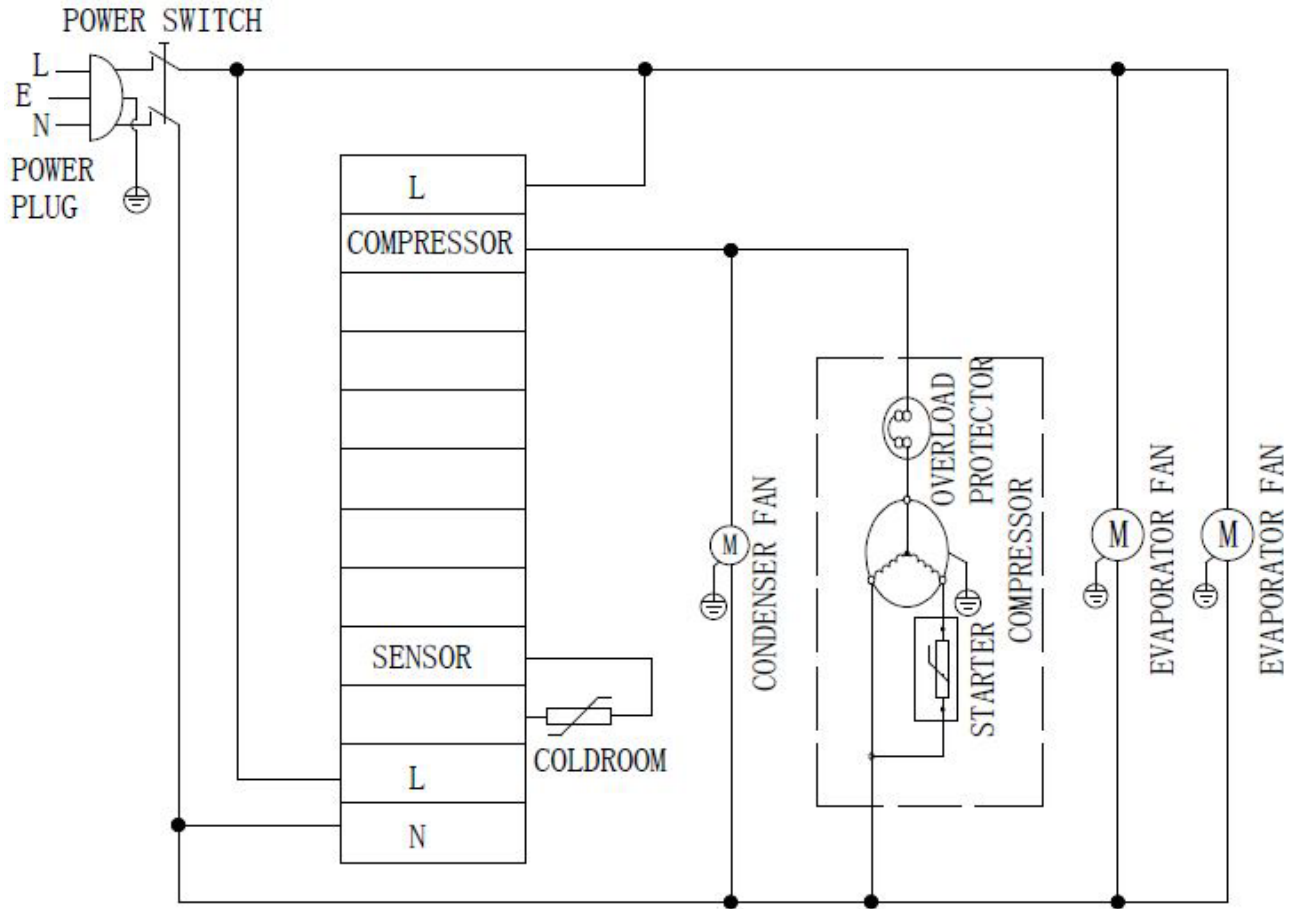 POWER SWITCH
L
E
N
POWER
PLUG
L
COMPRESSOR
SENSOR
COLDROOM
L
N
M
CONDENSER FAN
OVERLOAD
PROTECTOR
COMPRESSOR
STARTER
M
EVAPORATOR FAN
M
EVAPORATOR FAN